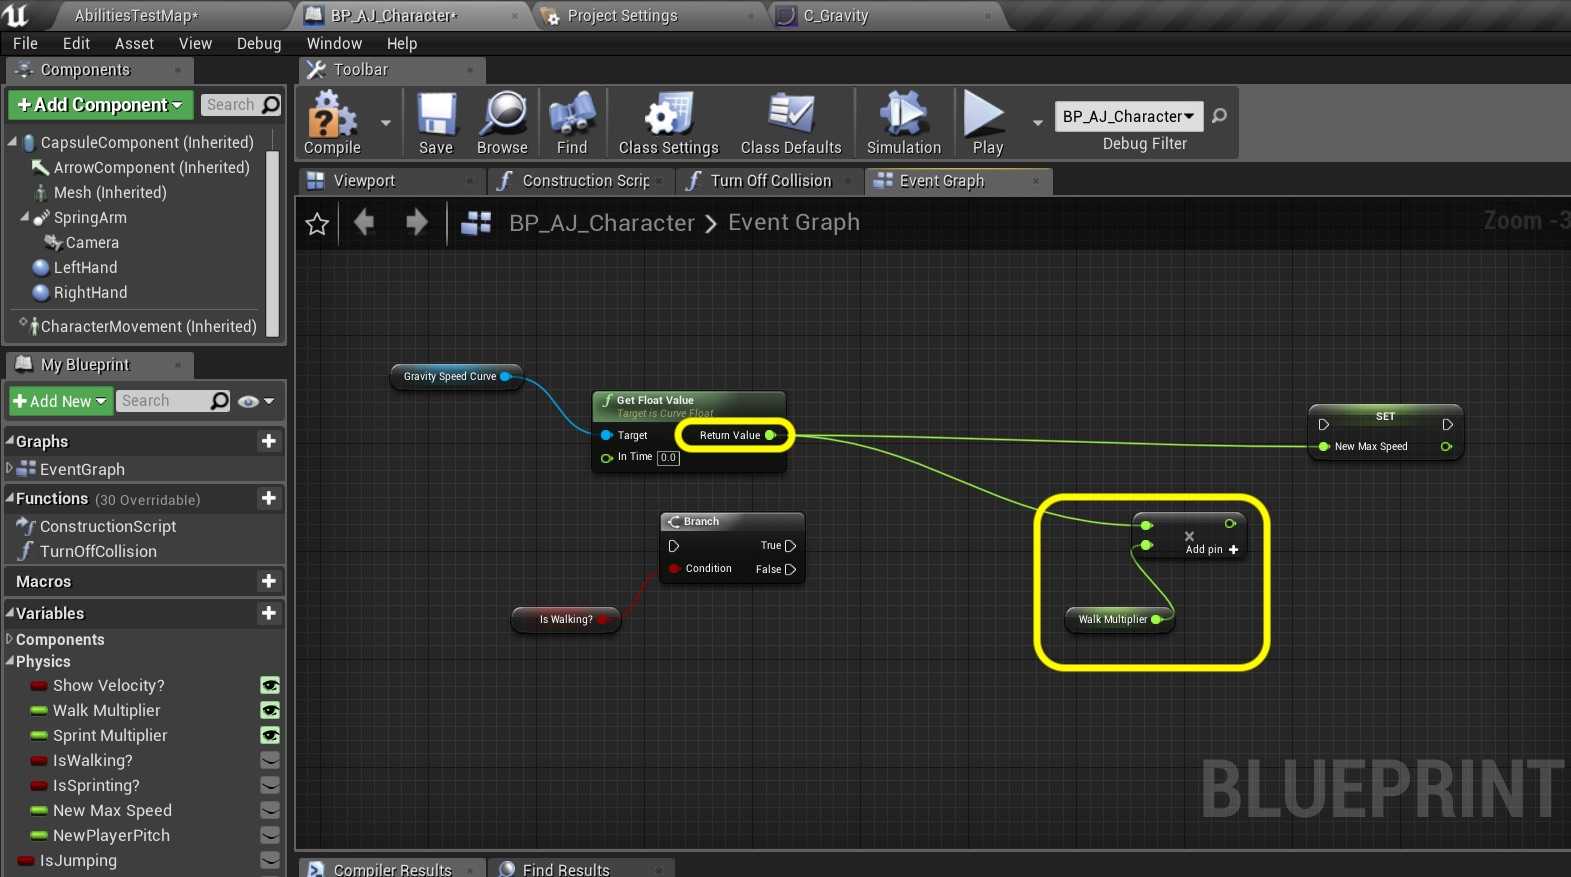 AbilitiesTestMap*
BP_AJ_Character*
Project Settings
C_Gravity
File Edit Asset View Debug Window Help
Components
Toolbar
+Add Component
Search
CapsuleComponent (Inherited)
ArrowComponent (Inherited)
Mesh (Inherited)
SpringArm
Camera
LeftHand
RightHand
CharacterMovement (Inherited)
Compile
Save
Browse
Find
Class Settings
Class Defaults
Simulation
Play
BP_AJ_Character
Debug Filter
Viewport
Construction Scrip
Turn Off Collision
Event Graph
BP_AJ_Character > Event Graph
Zoom -3
My Blueprint
+Add New
Search
Graphs
EventGraph
Functions (30 Overridable)
ConstructionScript
TurnOffCollision
Macros
Variables
Components
Physics
Show Velocity?
Walk Multiplier
Sprint Multiplier
IsWalking?
IsSprinting?
New Max Speed
NewPlayerPitch
IsJumping
Gravity Speed Curve
Get Float Value
Target is Curve Float
Target
Return Value
In Time 0.0
Branch
True
Condition
False
Is Walking?
SET
New Max Speed
Add pin +
Walk Multiplier
BLUEPRINT
Compiler Results
Find Results